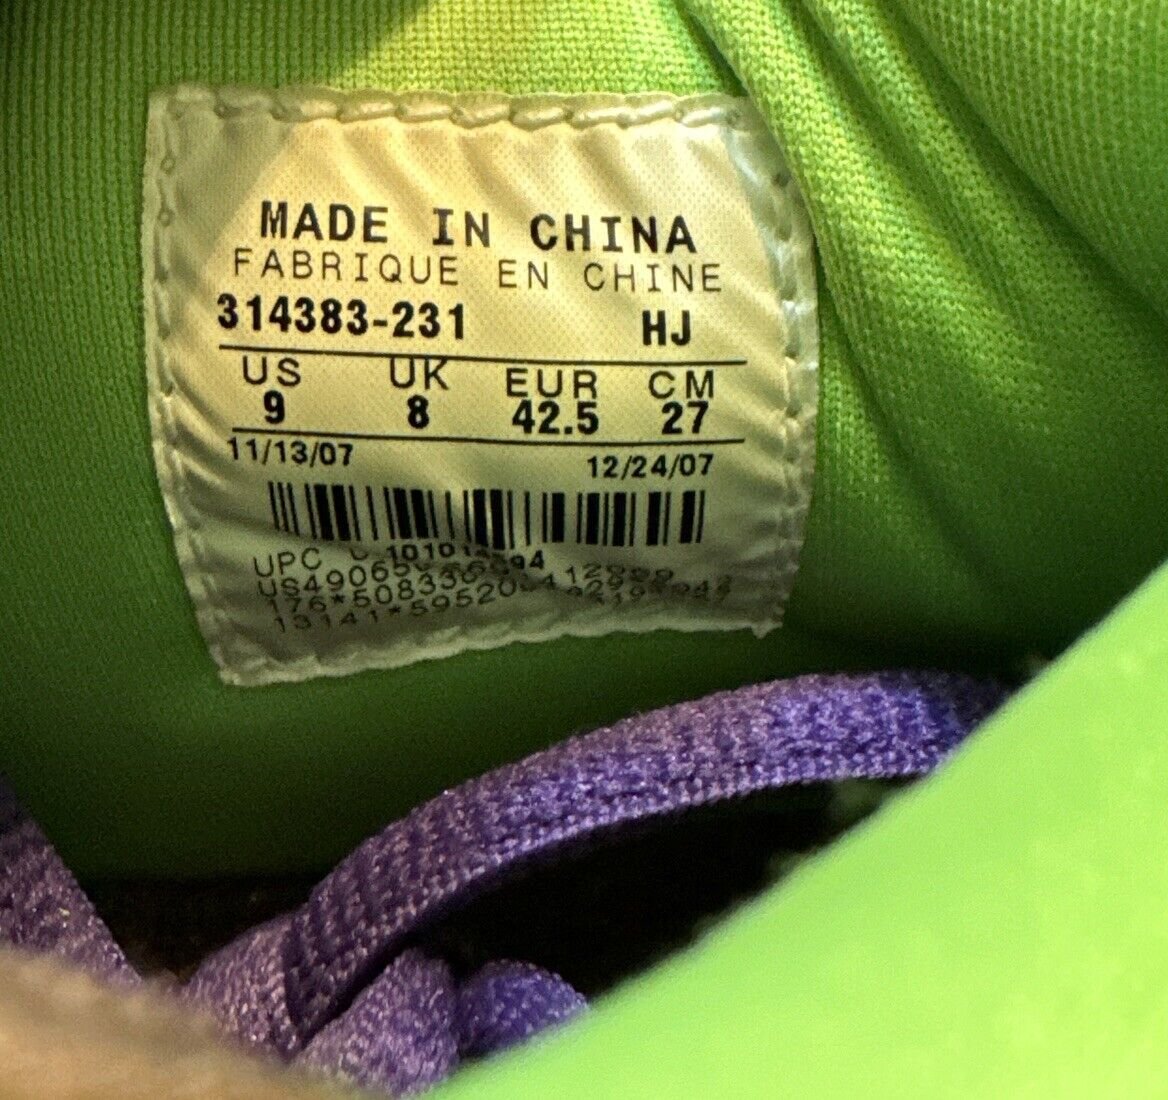 MADE IN CHINA
FABRIQUE EN CHINE
314383-231 HJ
US UK EUR CM
9 8 42.5 27
11/13/07 12/24/07
UPC